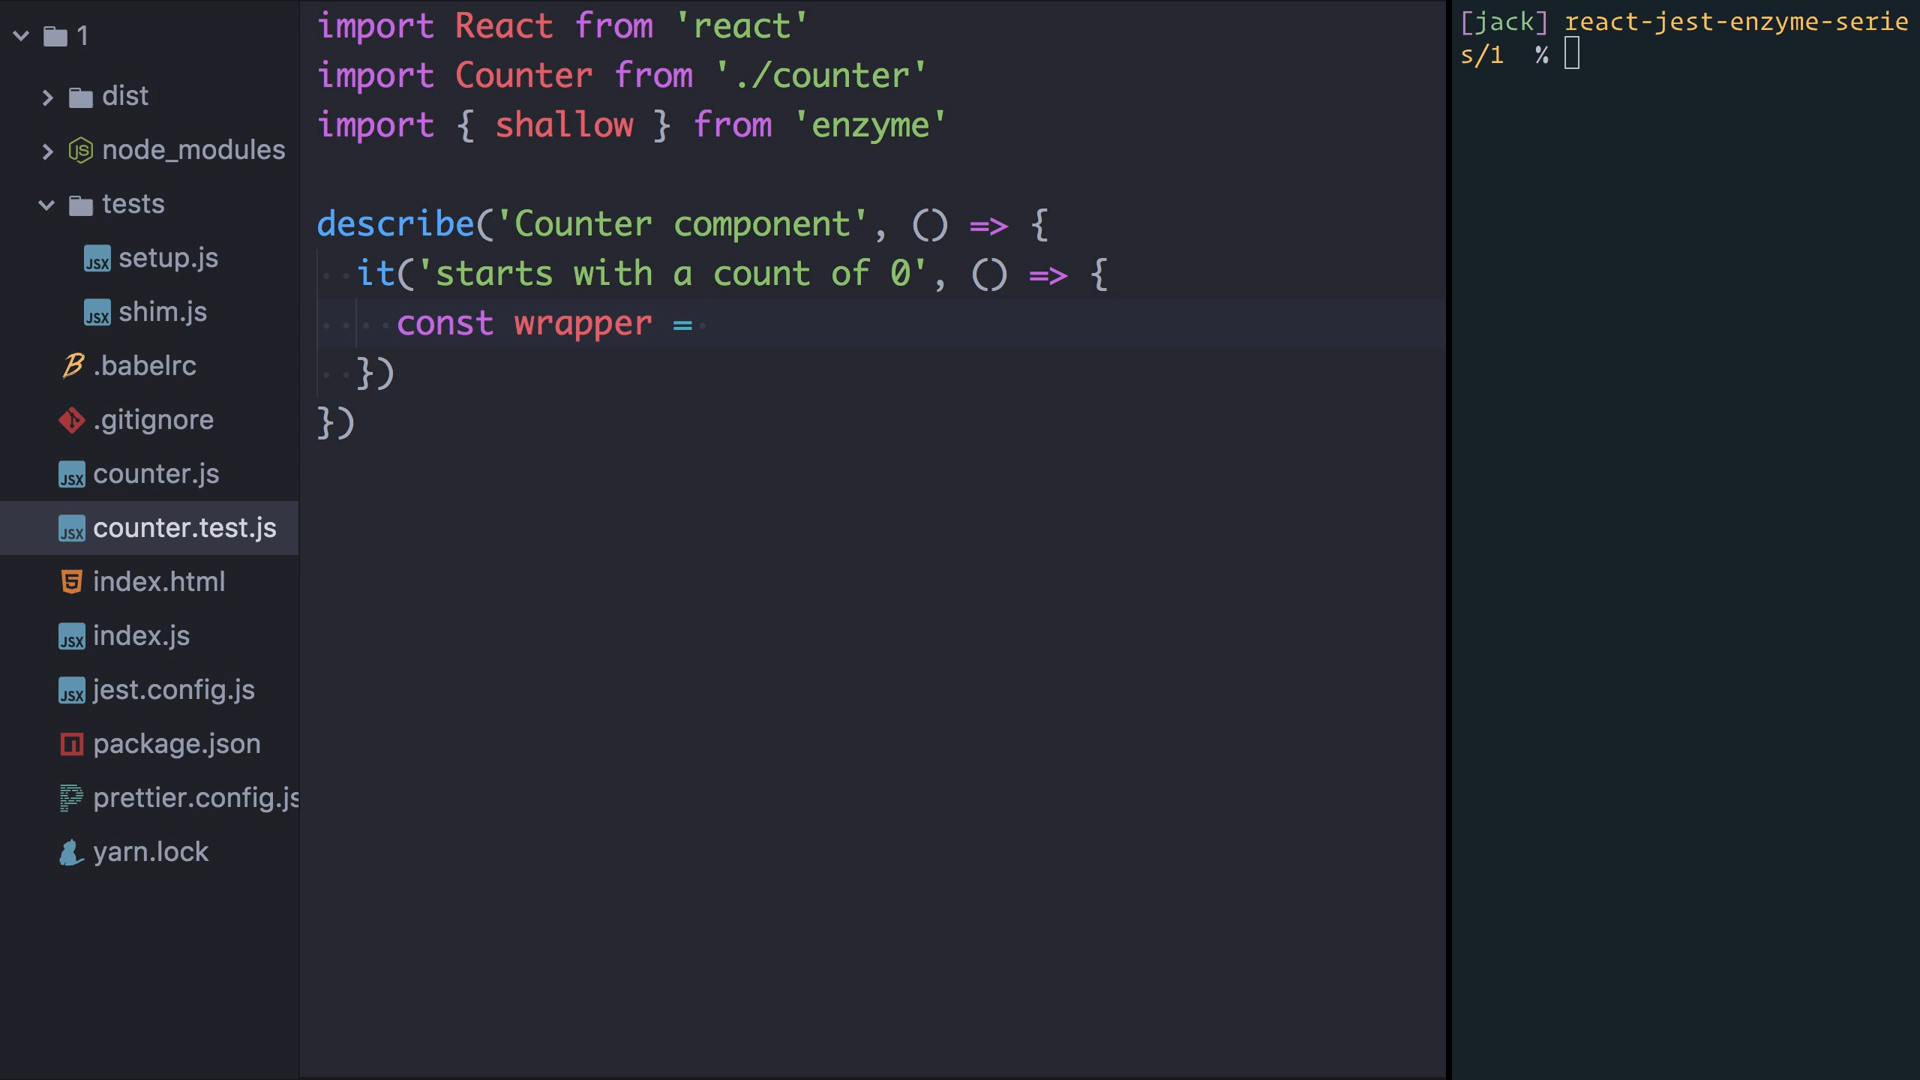 1
dist
node_modules
tests
setup.js
shim.js
.babelrc
.gitignore
counter.js
counter.test.js
index.html
index.js
jest.config.js
package.json
prettier.config.js
yarn.lock
import React from 'react'
import Counter from './counter'
import { shallow } from 'enzyme'
describe('Counter component', () => {
it('starts with a count of 0', () => {
const wrapper =
})
})
[jack] react-jest-enzyme-serie
s/1 %